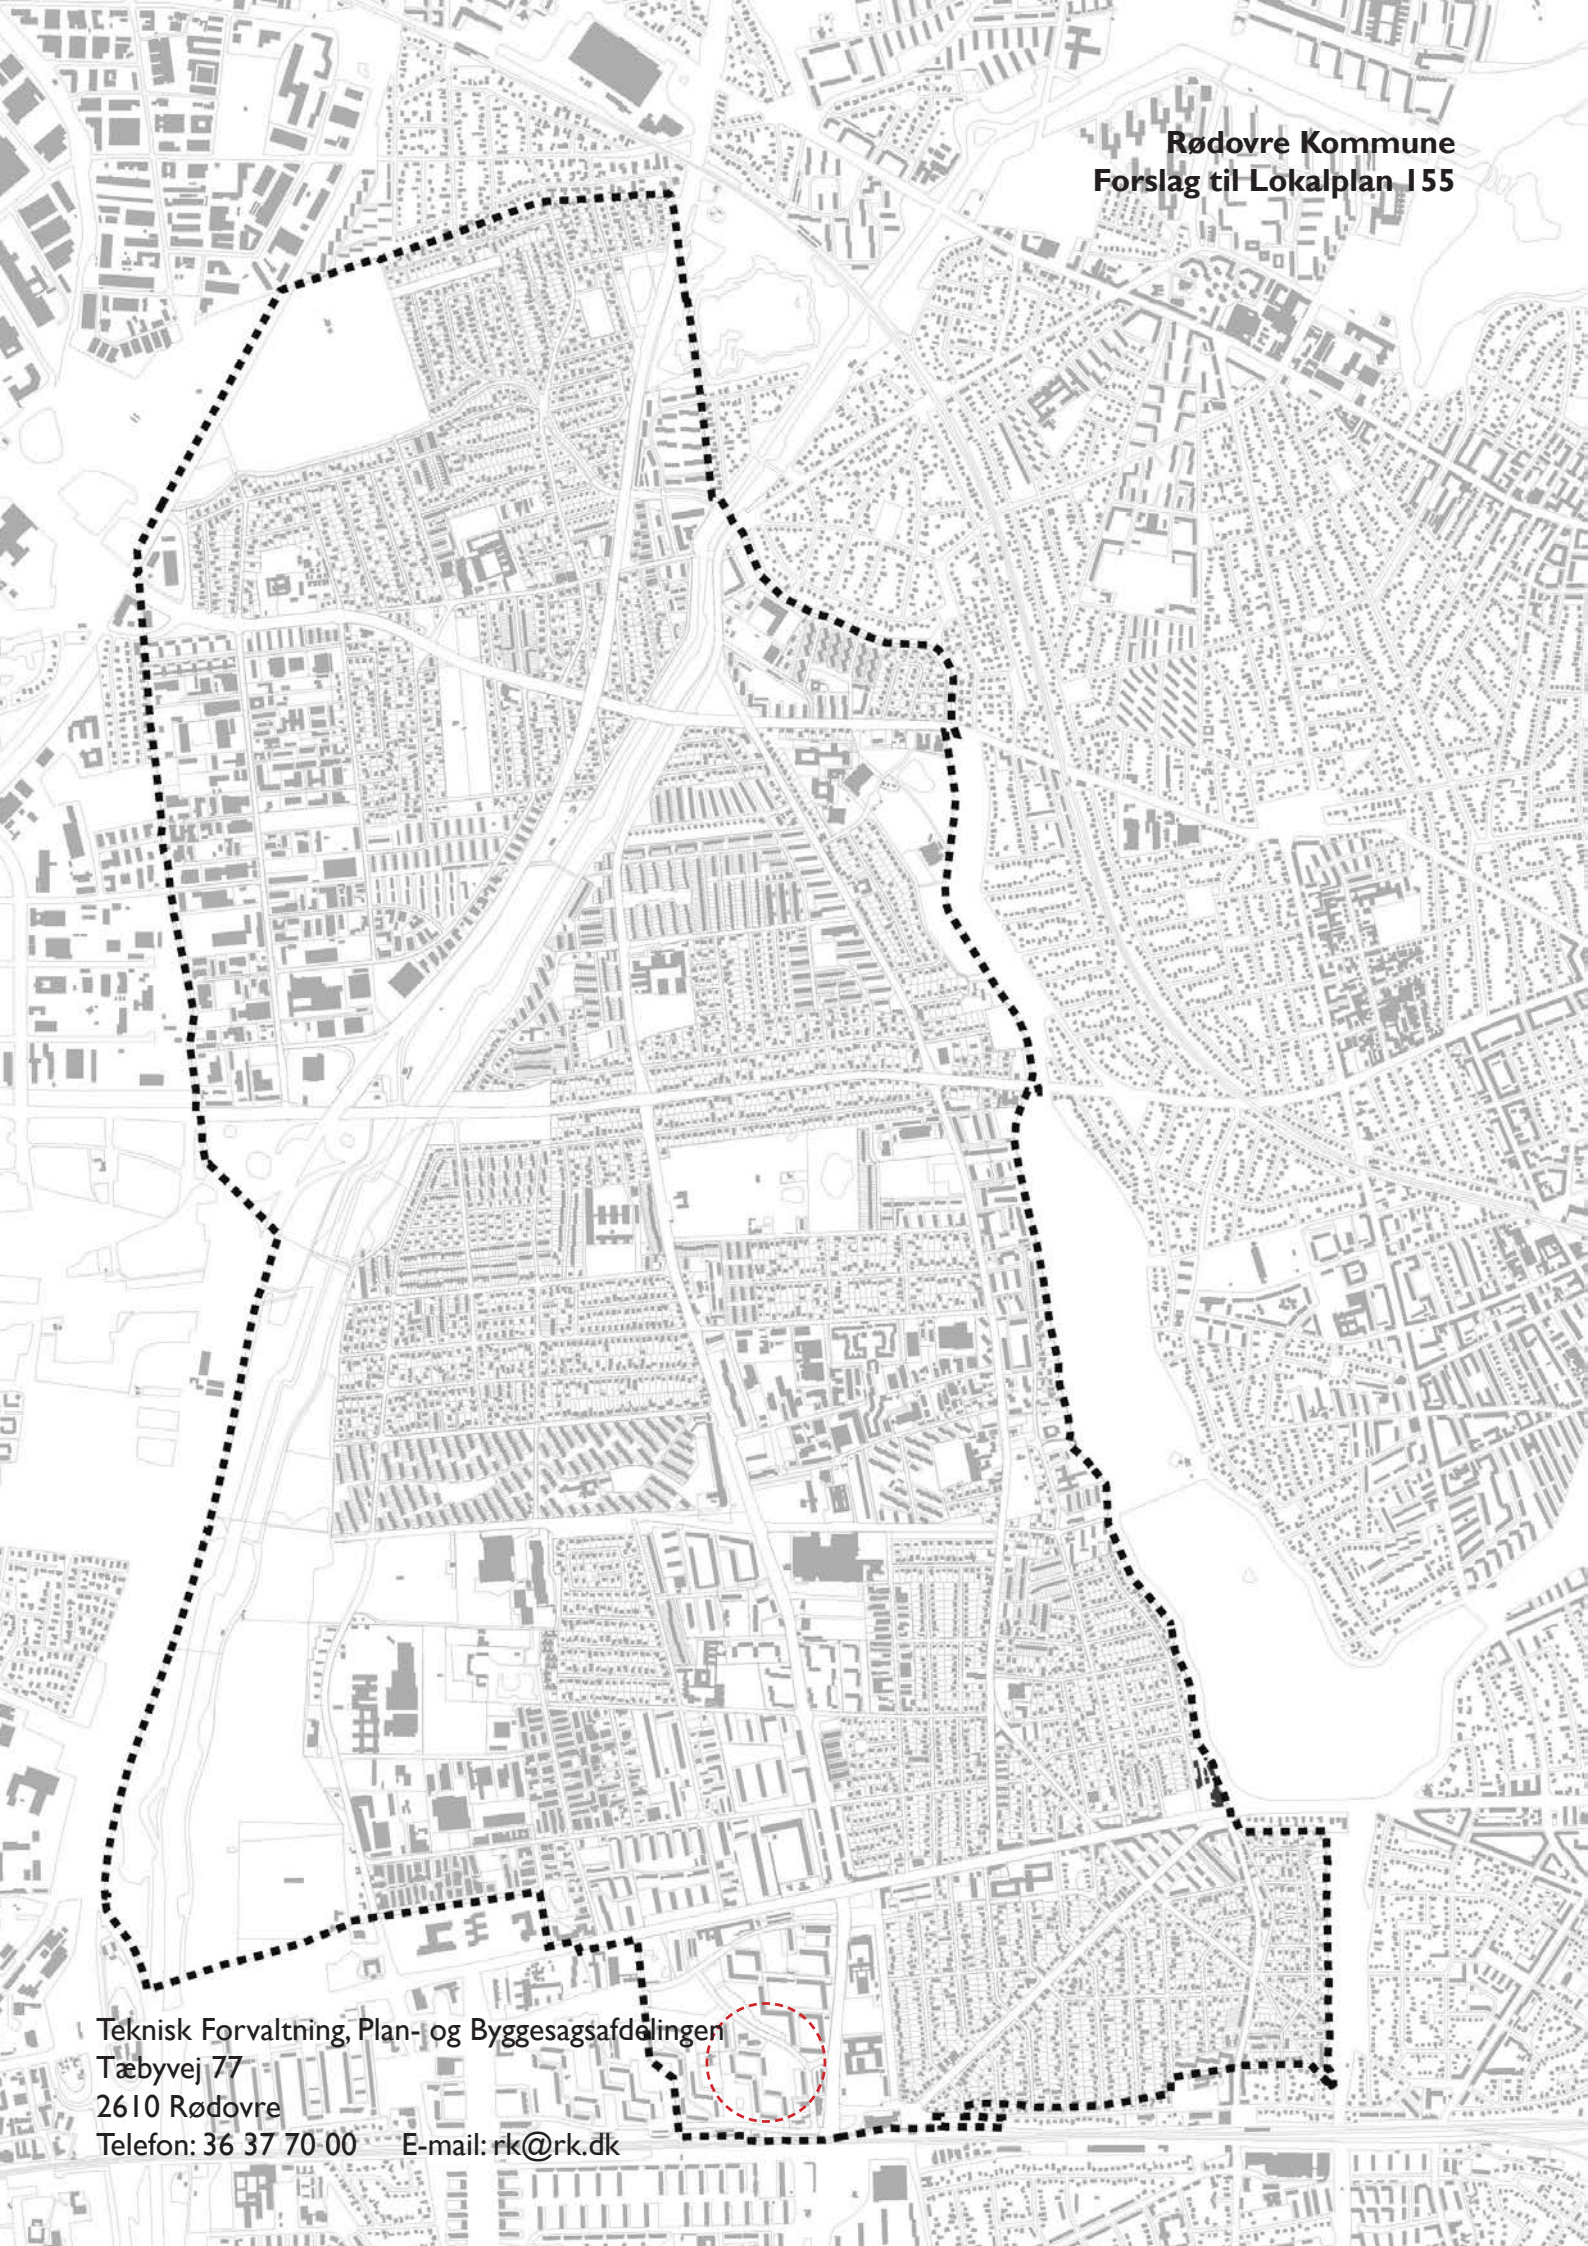 Rødovre Kommune
Forslag til Lokalplan 155
Teknisk Forvaltning, Plan- og Byggesagsafdelingen
Tæbyvej 77
2610 Rødovre
Telefon: 36 37 70 00 E-mail: rk@rk.dk